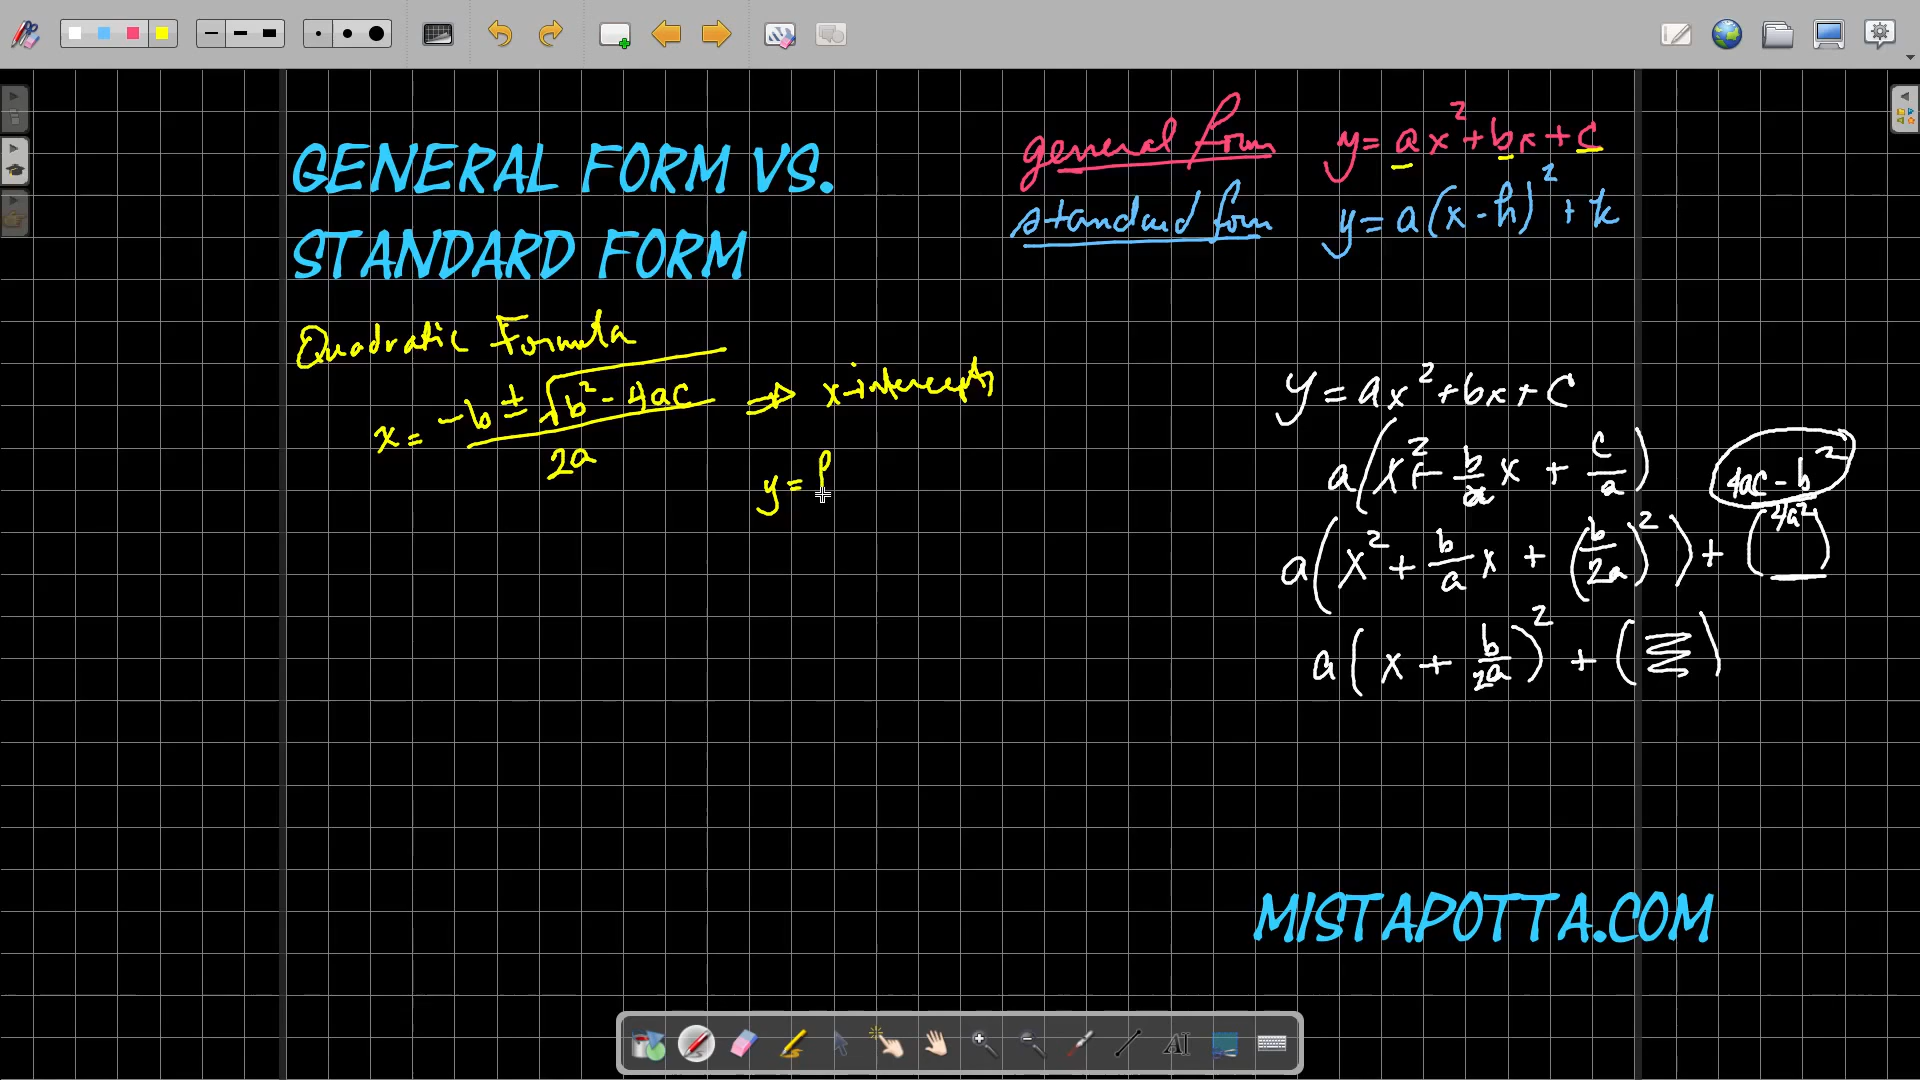 GENERAL FORM VS.
STANDARD FORM
general form y = ax² + bx + c
standard form y = a(x - h)² + k
Quadratic Formula
x = -b ± √b² - 4ac / 2a ⇒ x-intercepts
y =
y = ax² + bx + c
a(x² + b/a x + c/a)
4ac - b² / 4a²
a(x² + b/a x + (b/2a)²) + ( )
a(x + b/2a)² + ( )
MISTAPOTTA.COM